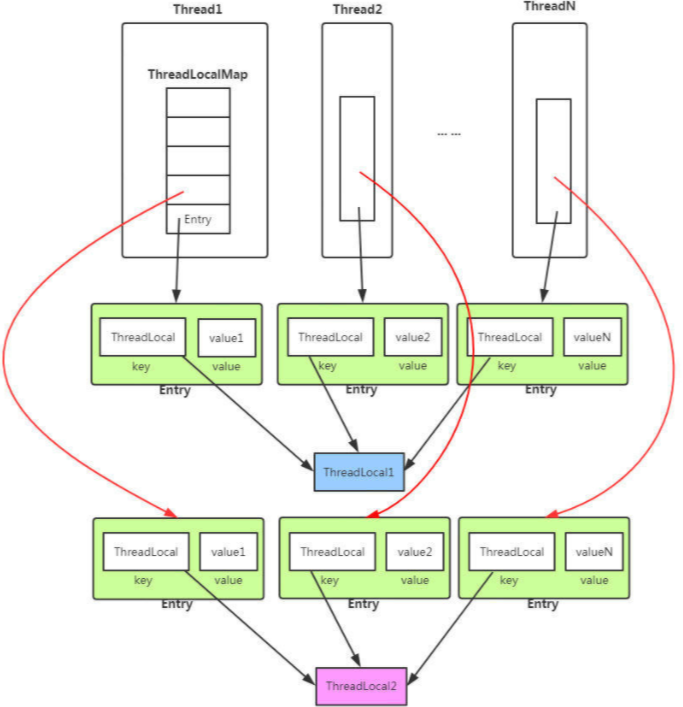 Thread1 Thread2 ThreadN
ThreadLocalMap
... ...
Entry
ThreadLocal value1 ThreadLocal value2 ThreadLocal valueN
key value key value key value
Entry Entry Entry
ThreadLocal1
ThreadLocal value1 ThreadLocal value2 ThreadLocal valueN
key value key value key value
Entry Entry Entry
ThreadLocal2